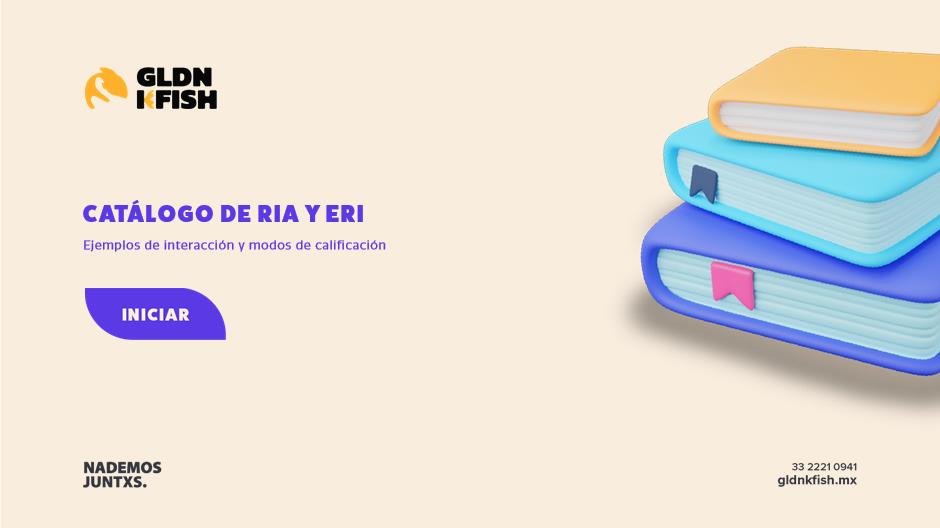 GLDN
KFISH
CATÁLOGO DE RIA Y ERI
Ejemplos de interacción y modos de calificación
INICIAR
NADEMOS
JUNTXS.
33 2221 0941
gldnkfish.mx